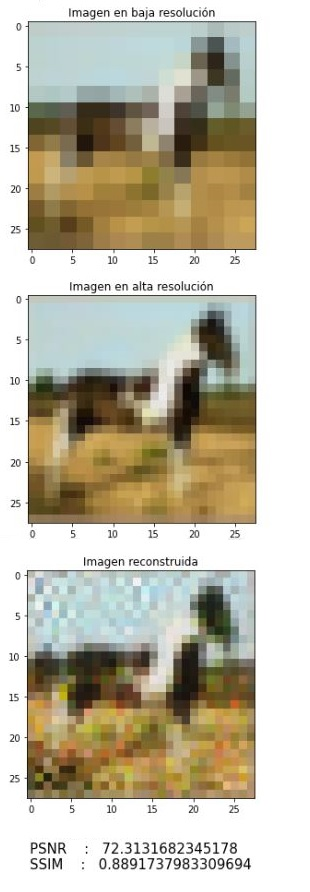 Imagen en baja resolución
0
5
10
15
20
25
0 5 10 15 20 25
Imagen en alta resolución
0
5
10
15
20
25
0 5 10 15 20 25
Imagen reconstruida
0
5
10
15
20
25
0 5 10 15 20 25
PSNR : 72.3131682345178
SSIM : 0.8891737983309694